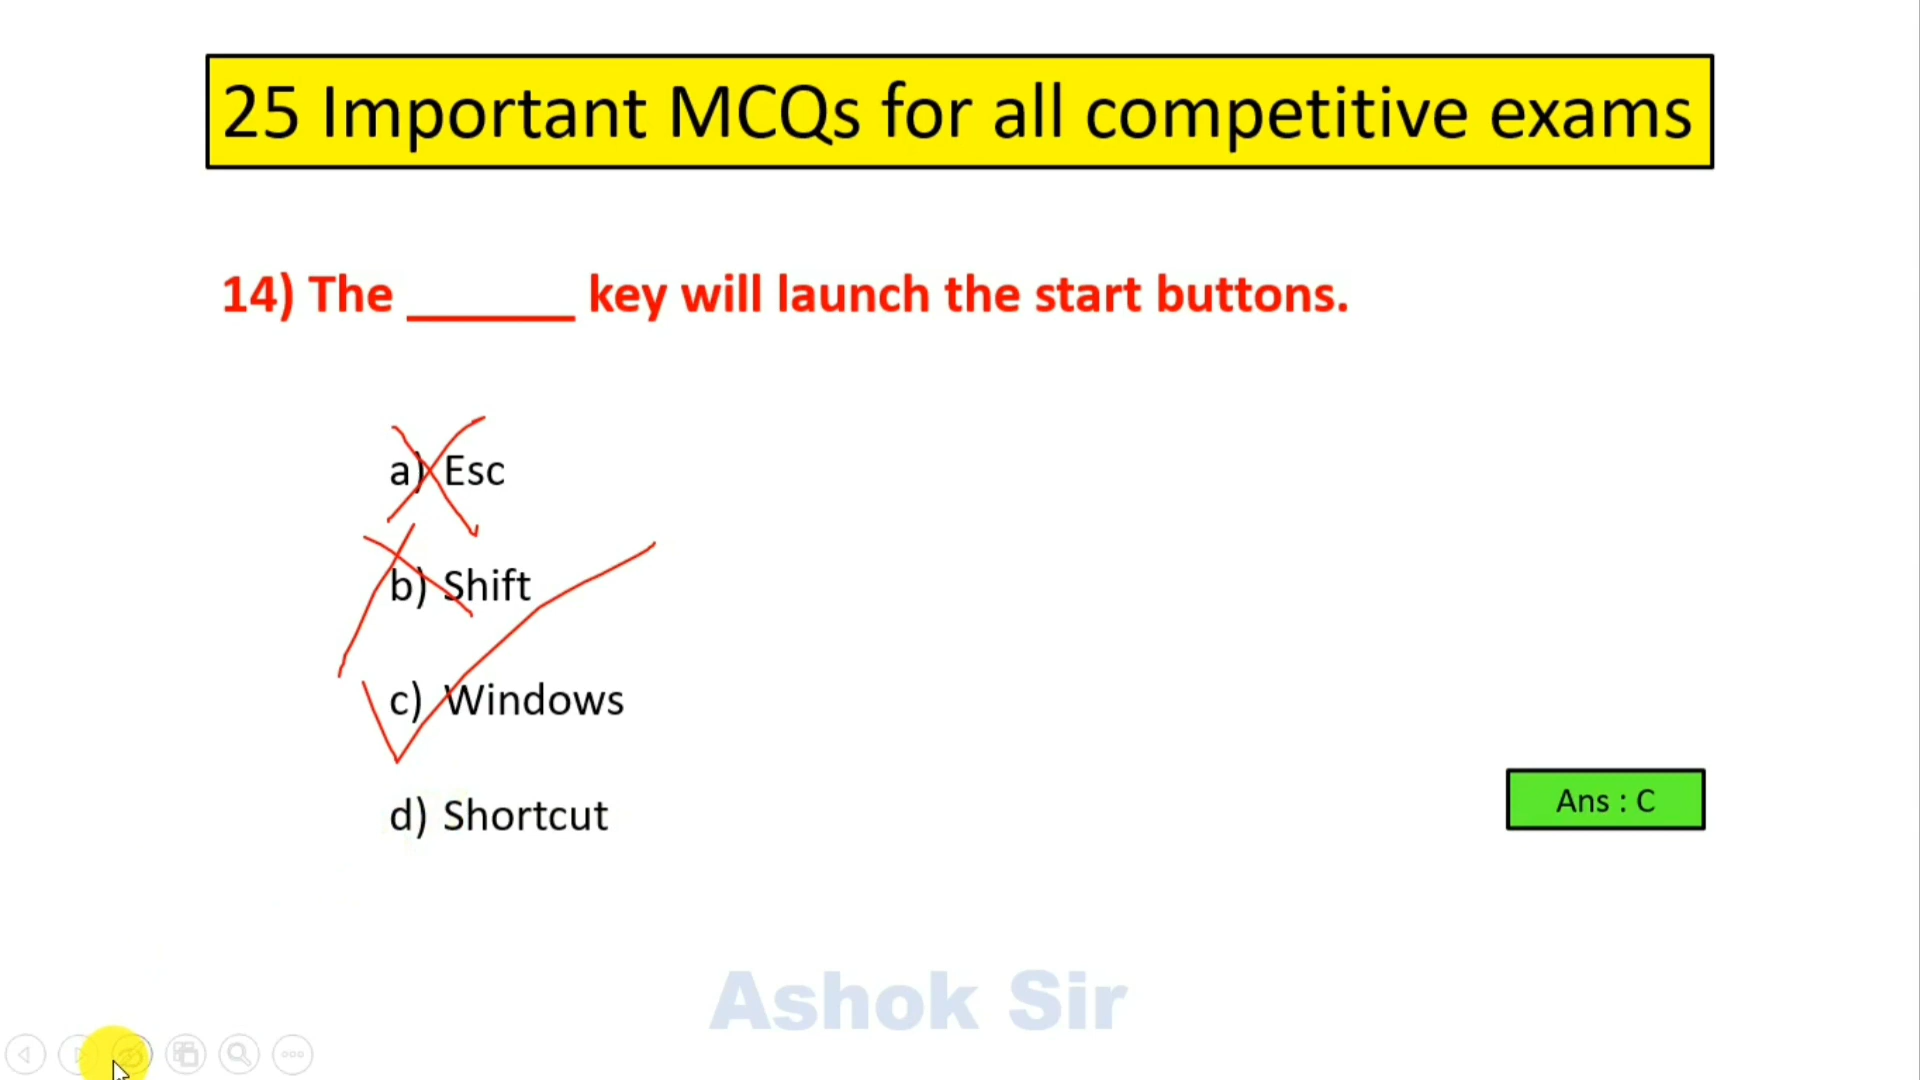 25 Important MCQs for all competitive exams
14) The ______ key will launch the start buttons.
a) Esc
b) Shift
c) Windows
d) Shortcut
Ans : C
Ashok Sir